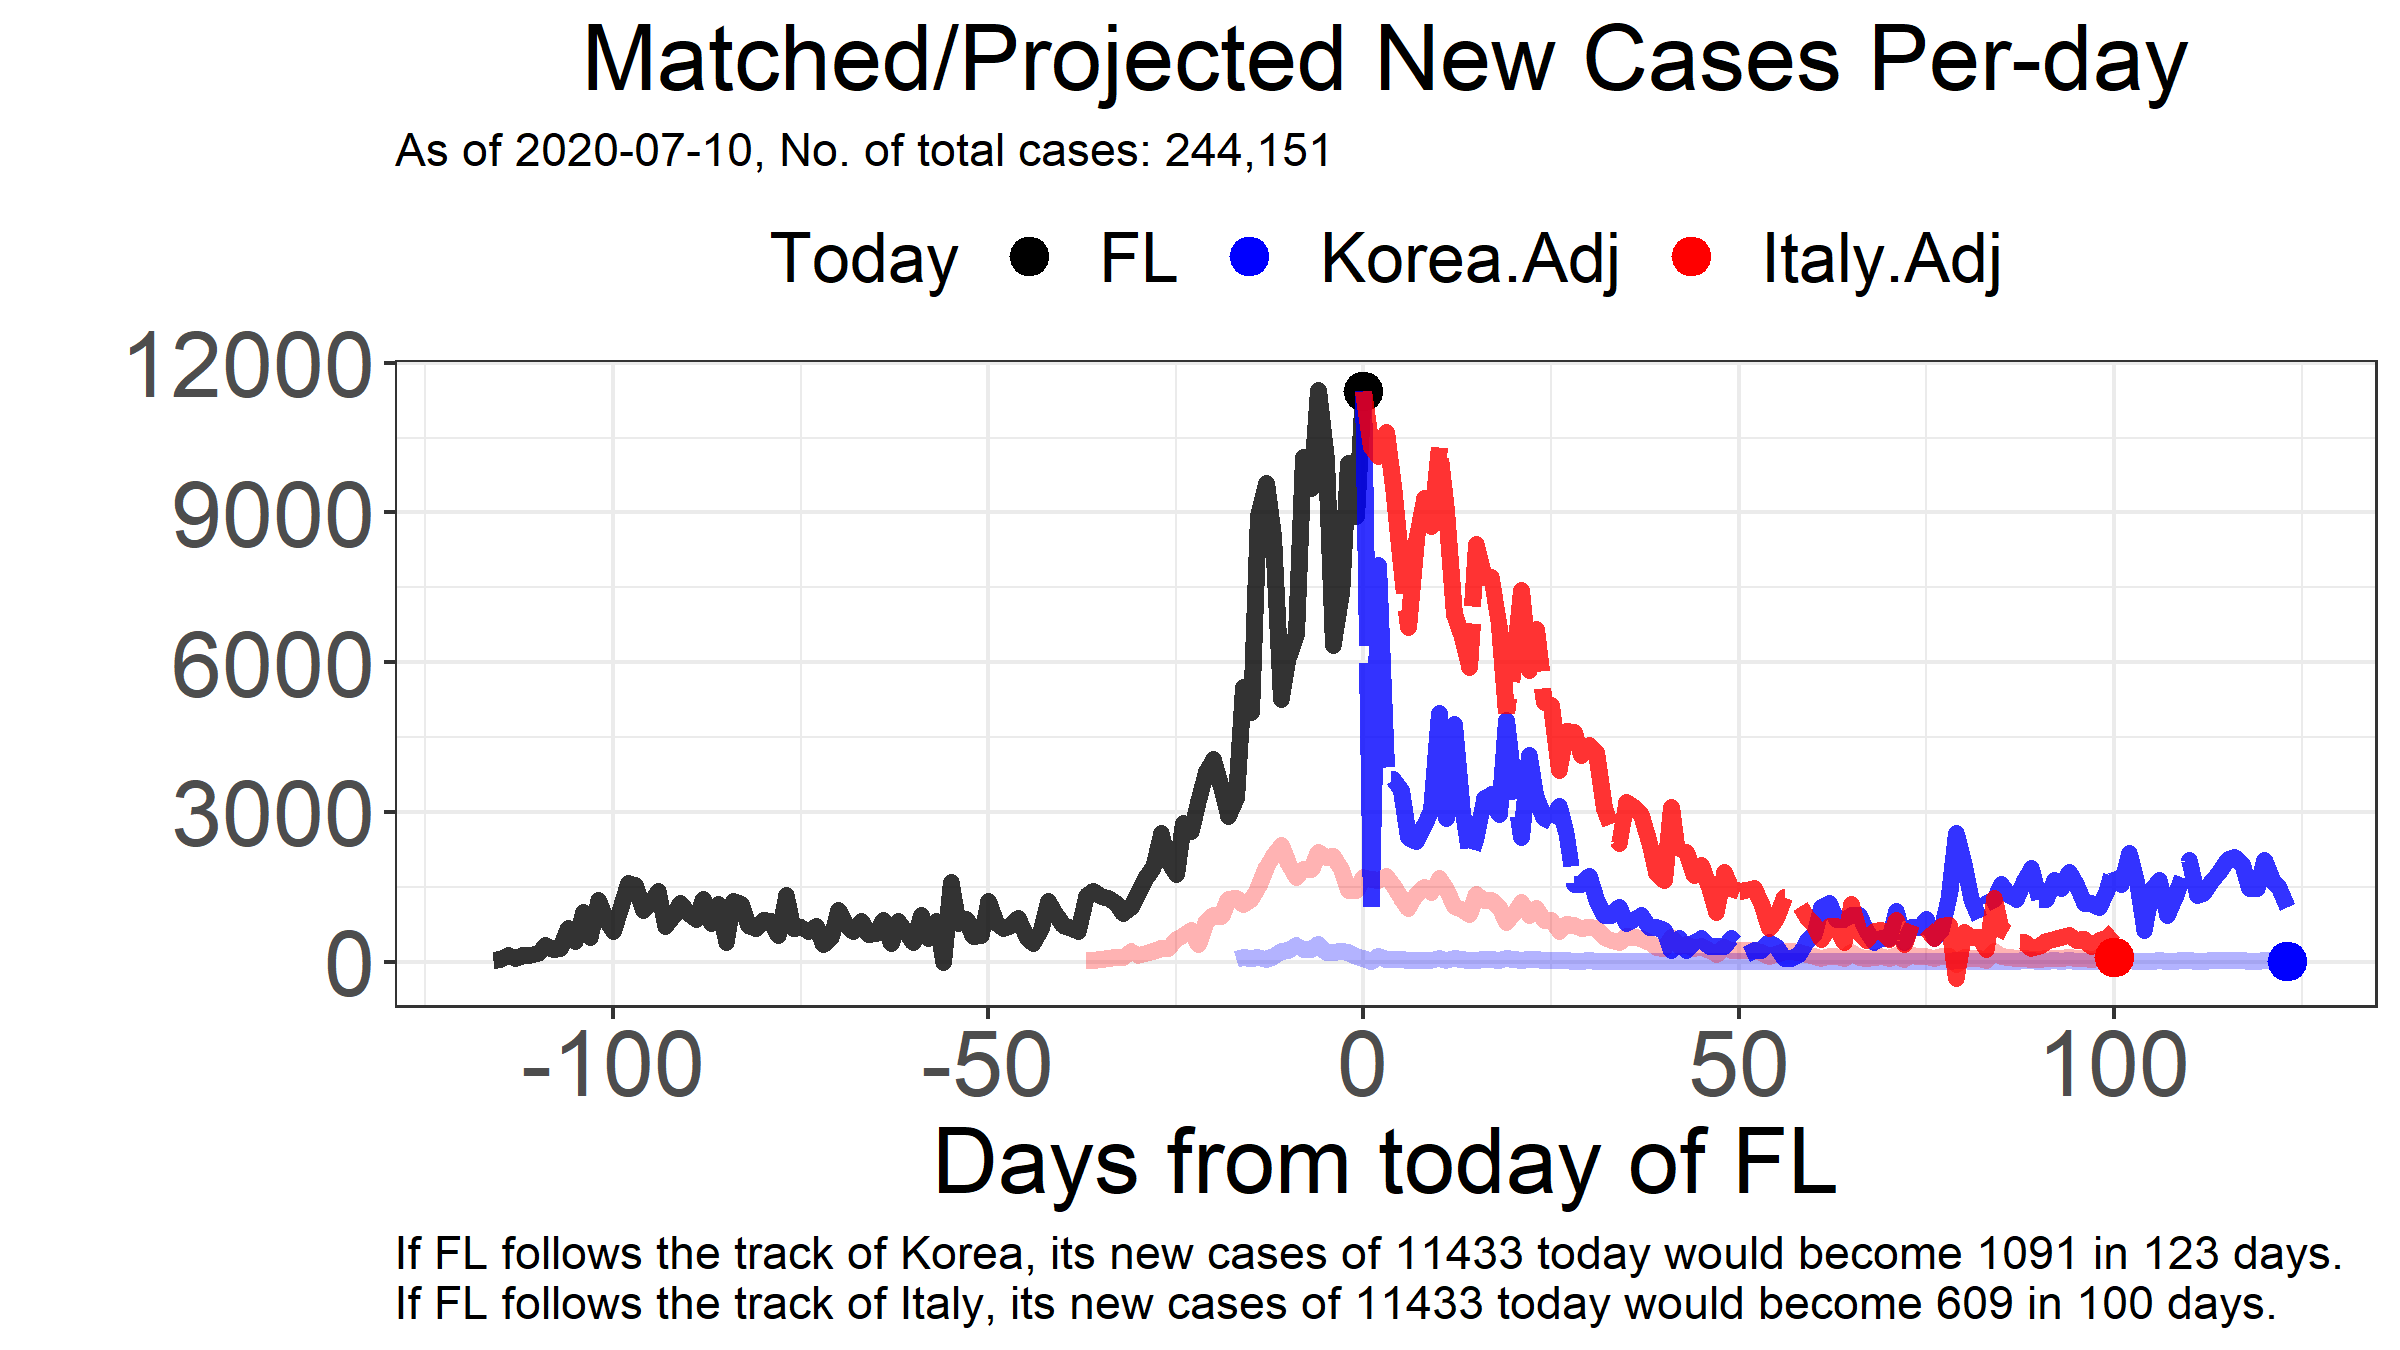 Matched/Projected New Cases Per-day
As of 2020-07-10, No. of total cases: 244,151
Today FL Korea.Adj Italy.Adj
12000
9000
6000
3000
0
-100 -50 0 50 100
Days from today of FL
If FL follows the track of Korea, its new cases of 11433 today would become 1091 in 123 days.
If FL follows the track of Italy, its new cases of 11433 today would become 609 in 100 days.